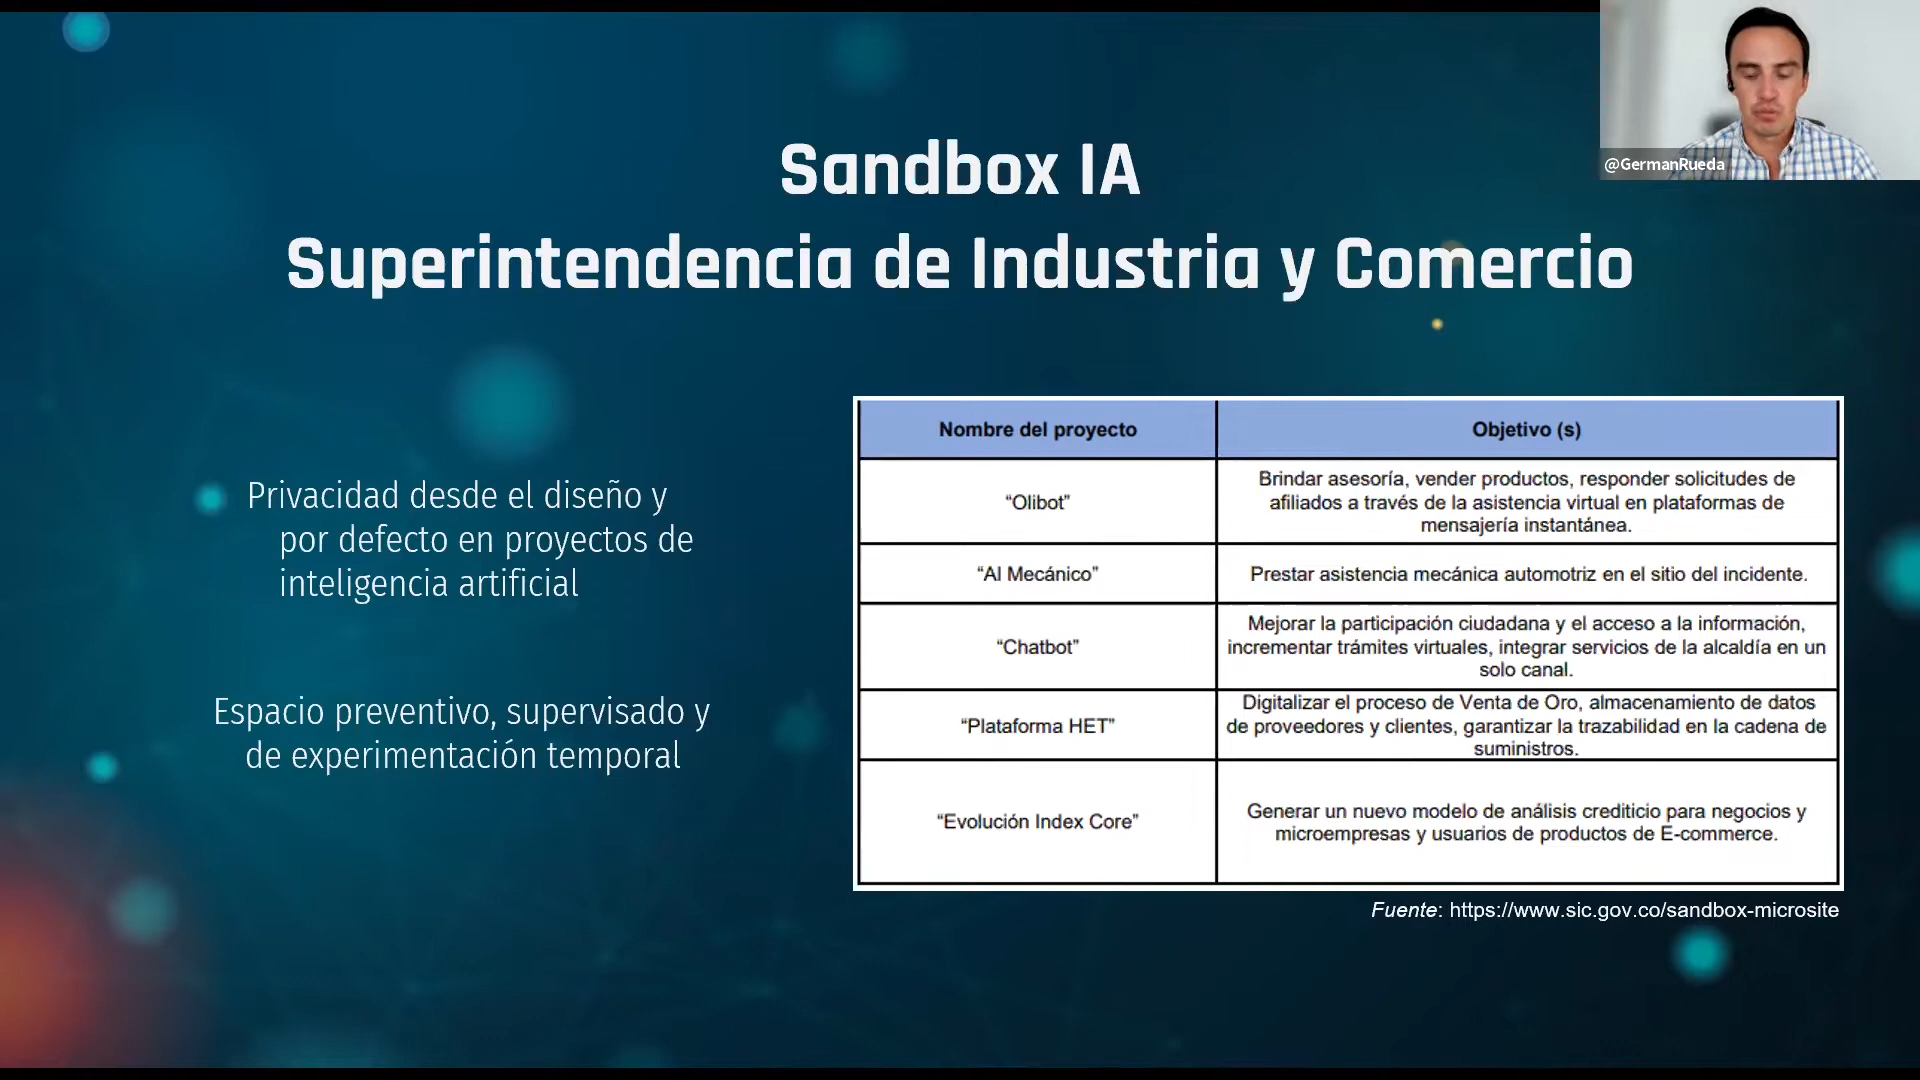 @GermanRueda
Sandbox IA
Superintendencia de Industria y Comercio
Privacidad desde el diseño y
por defecto en proyectos de
inteligencia artificial
Espacio preventivo, supervisado y
de experimentación temporal
Nombre del proyecto
Objetivo (s)
“Olibot”
Brindar asesoría, vender productos, responder solicitudes de
afiliados a través de la asistencia virtual en plataformas de
mensajería instantánea.
“Al Mecánico”
Prestar asistencia mecánica automotriz en el sitio del incidente.
“Chatbot”
Mejorar la participación ciudadana y el acceso a la información,
incrementar trámites virtuales, integrar servicios de la alcaldía en un
solo canal.
“Plataforma HET”
Digitalizar el proceso de Venta de Oro, almacenamiento de datos
de proveedores y clientes, garantizar la trazabilidad en la cadena de
suministros.
“Evolución Index Core”
Generar un nuevo modelo de análisis crediticio para negocios y
microempresas y usuarios de productos de E-commerce.
Fuente: https://www.sic.gov.co/sandbox-microsite